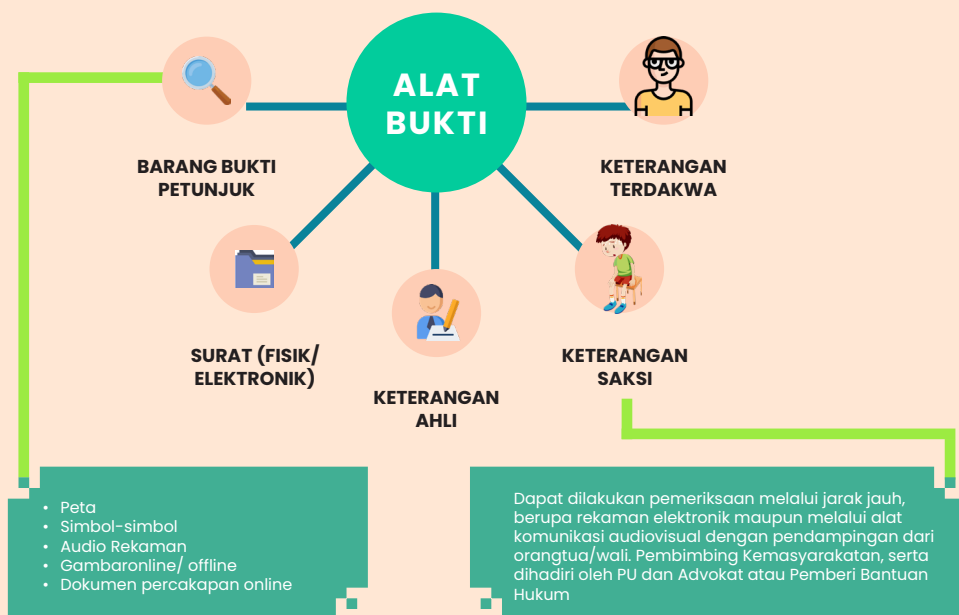 ALAT
BUKTI
BARANG BUKTI
PETUNJUK
KETERANGAN
TERDAKWA
SURAT (FISIK/
ELEKTRONIK)
KETERANGAN
AHLI
KETERANGAN
SAKSI
• Peta
• Simbol-simbol
• Audio Rekaman
• Gambaronline/ offline
• Dokumen percakapan online
Dapat dilakukan pemeriksaan melalui jarak jauh,
berupa rekaman elektronik maupun melalui alat
komunikasi audiovisual dengan pendampingan dari
orangtua/wali. Pembimbing Kemasyarakatan, serta
dihadiri oleh PU dan Advokat atau Pemberi Bantuan
Hukum